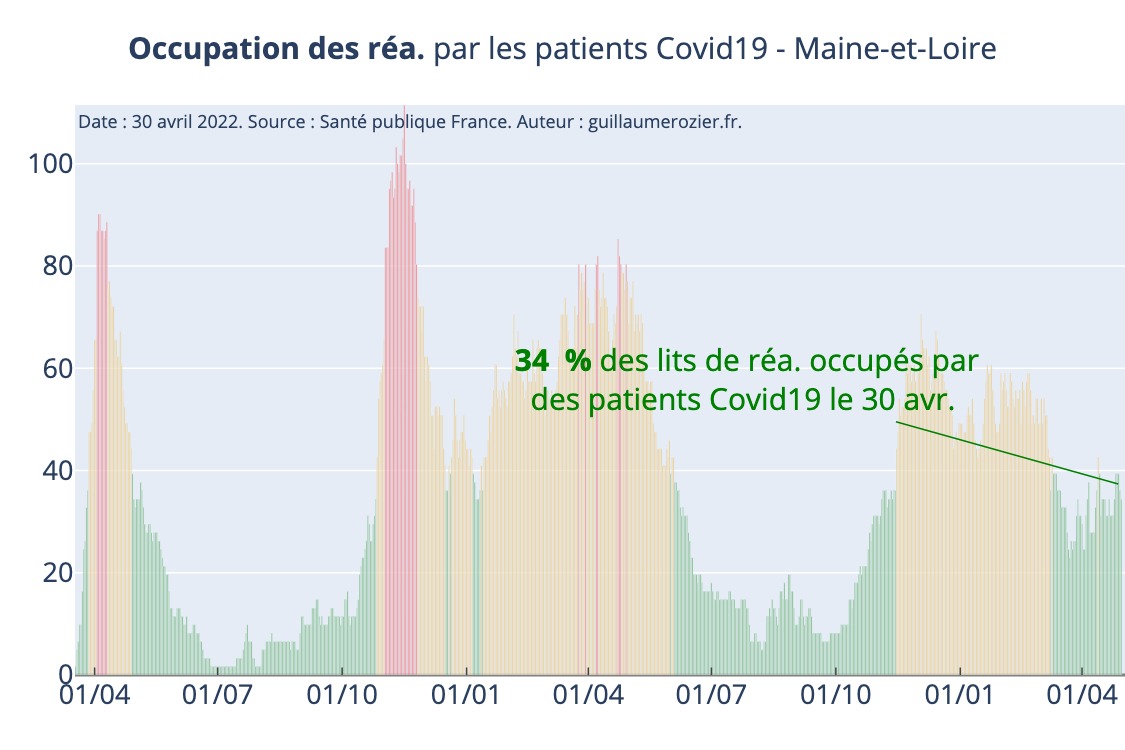 Occupation des réa. par les patients Covid19 - Maine-et-Loire
Date : 30 avril 2022. Source : Santé publique France. Auteur : guillaumerozier.fr.
100
80
60
40
20
0
34 % des lits de réa. occupés par
des patients Covid19 le 30 avr.
01/04 01/07 01/10 01/01 01/04 01/07 01/10 01/01 01/04